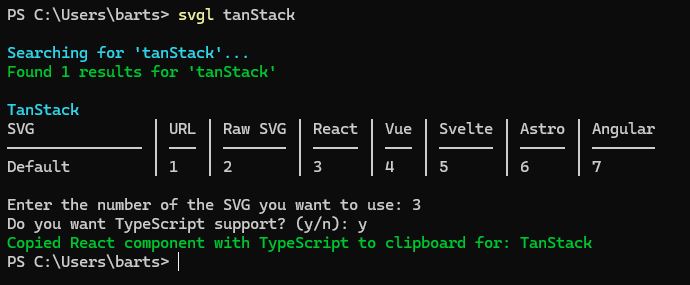 PS C:\Users\barts> svgl tanStack
Searching for 'tanStack'...
Found 1 results for 'tanStack'
TanStack
SVG | URL | Raw SVG | React | Vue | Svelte | Astro | Angular
Default | 1 | 2 | 3 | 4 | 5 | 6 | 7
Enter the number of the SVG you want to use: 3
Do you want TypeScript support? (y/n): y
Copied React component with TypeScript to clipboard for: TanStack
PS C:\Users\barts>